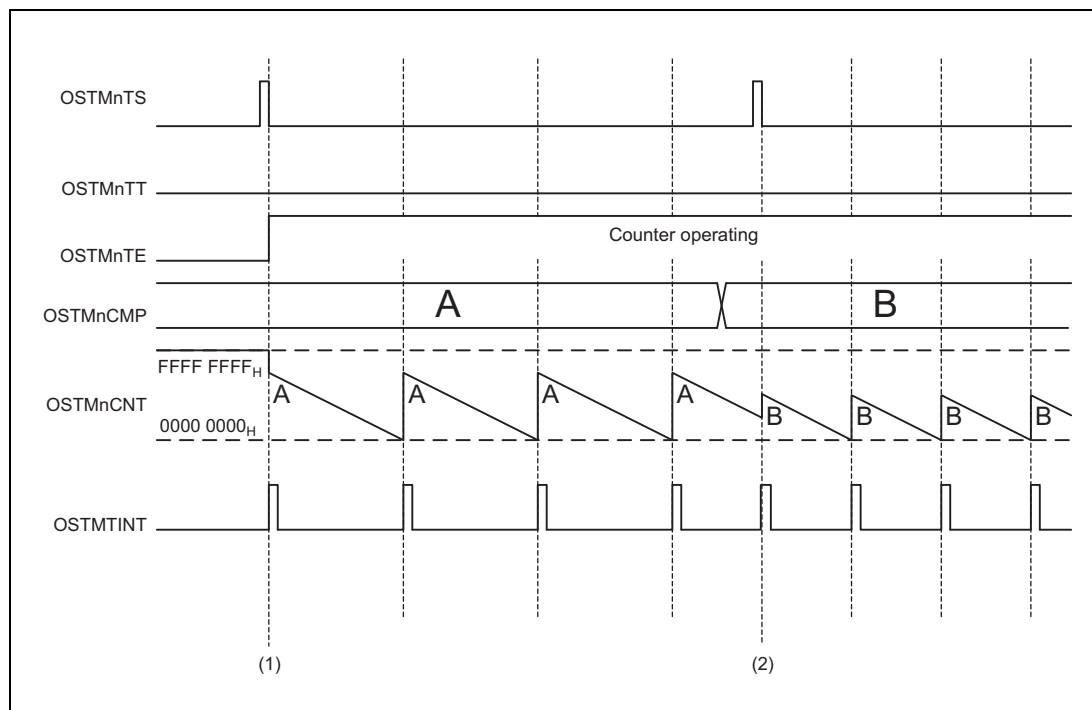 OSTMnTS
OSTMnTT
OSTMnTE
Counter operating
OSTMnCMP
A
B
FFFF FFFFH
OSTMnCNT
0000 0000H
A
A
A
A
B
B
B
B
OSTMTINT
(1)
(2)